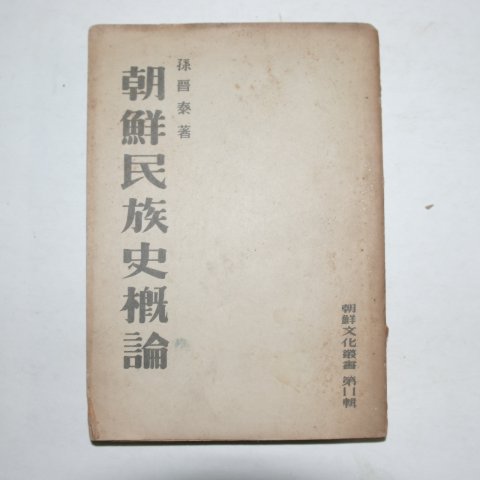 孫晋泰 著
朝鮮民族史槪論
朝鮮文化叢書 第11輯